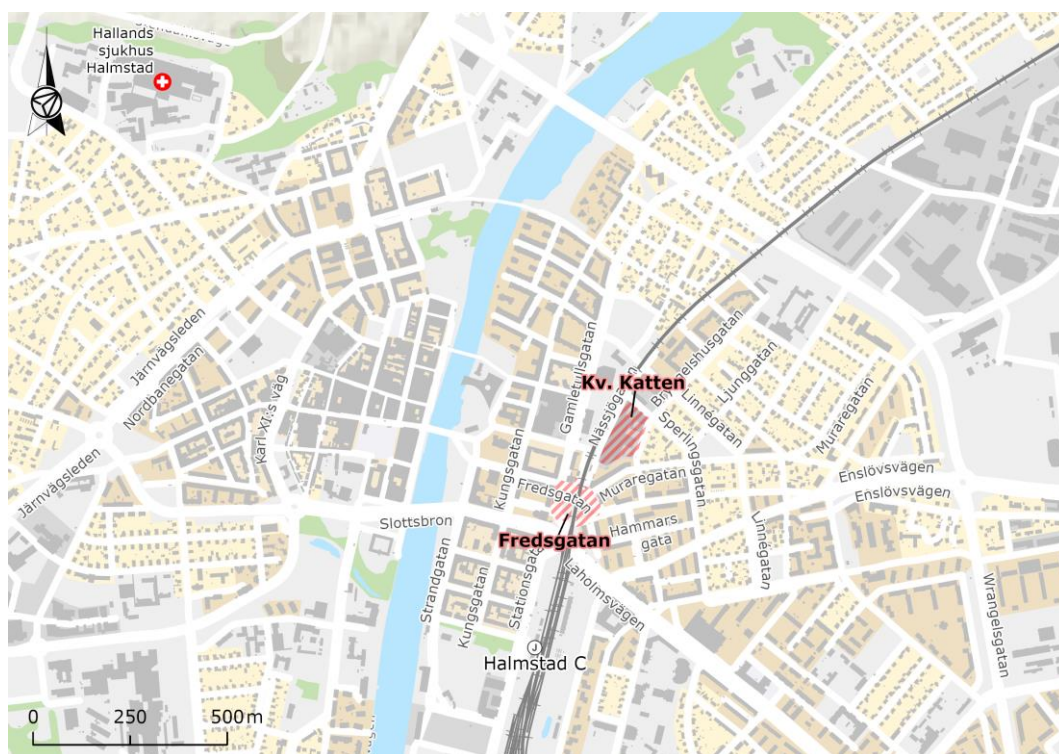 Hallands
sjukhus
Halmstad
Järnvägsleden
Nordbanegatan
Karl XI:s väg
Järnvägsleden
Gamletullsgatan
Nässjögatan
Kv. Katten
Bryggelshusgatan
Linnégatan
Ljunggatan
Sperlingsgatan
Muraregatan
Kungsgatan
Fredsgatan
Muraregatan
Enslövsvägen
Enslövsvägen
Slottsbron
Fredsgatan
Hammars
gata
Linnégatan
Strandgatan
Kungsgatan
Stationsgatan
Laholmsvägen
Wrangelsgatan
J
Halmstad C
0 250 500 m